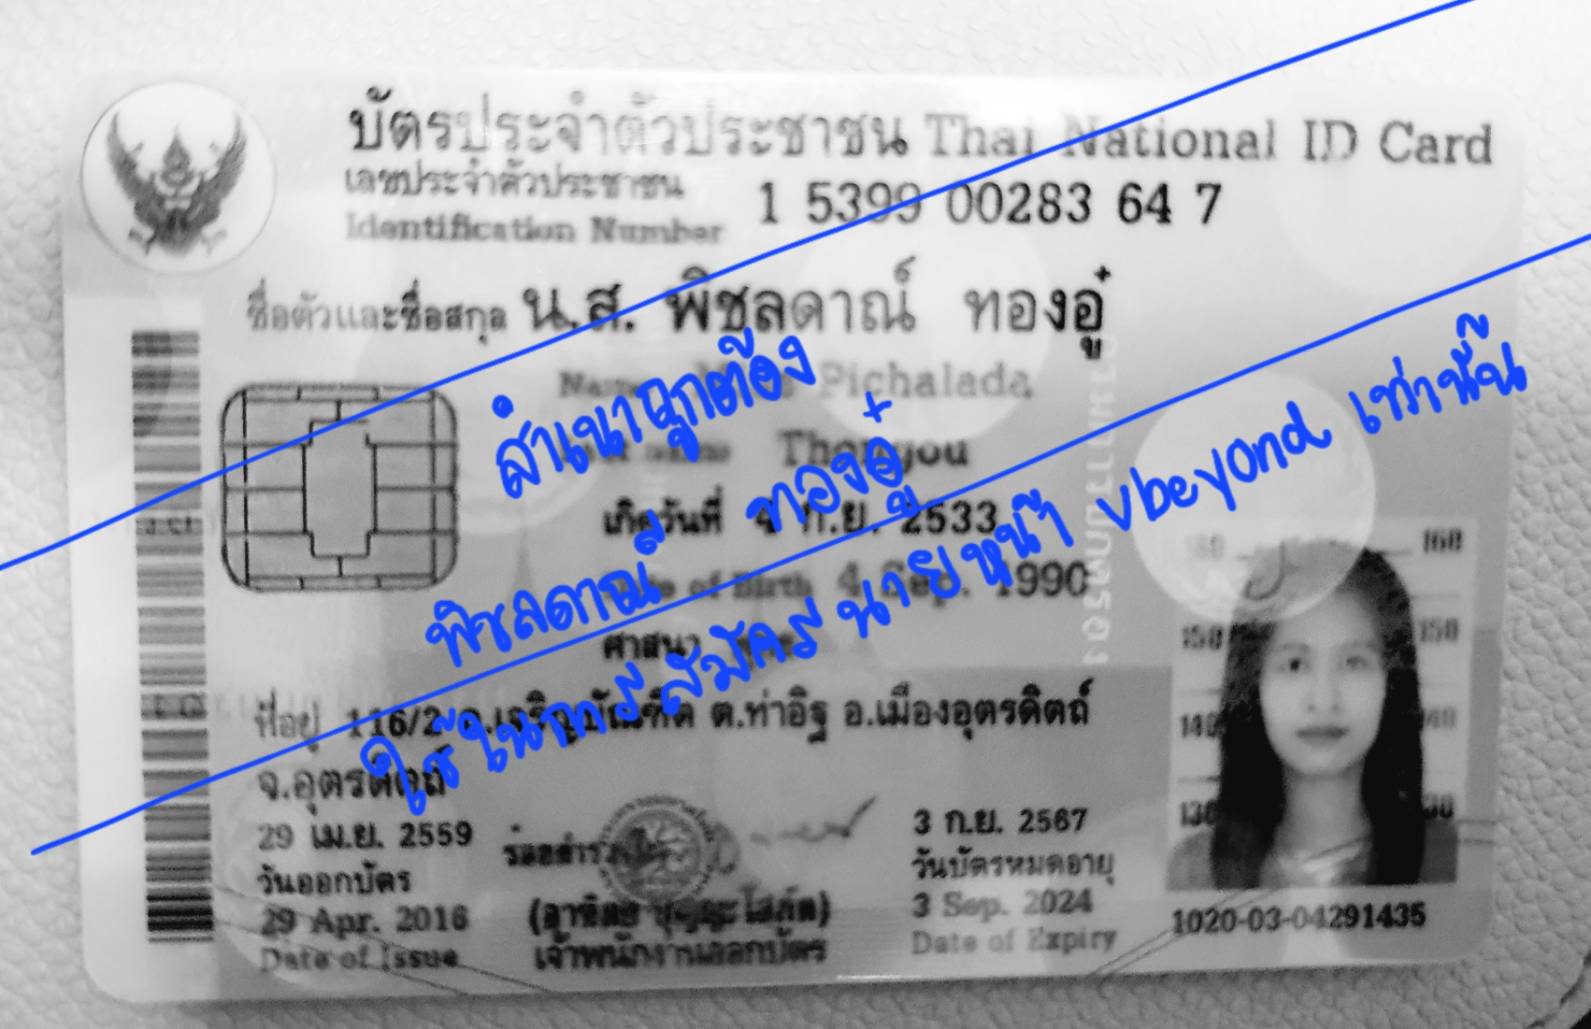 บัตรประจำตัวประชาชน Thai National ID Card
เลขประจำตัวประชาชน 1 5399 00283 64 7
Identification Number
ชื่อตัวและชื่อสกุล น.ส. พิชลดาณ์ ทองอู๋
Name Pichalada
สำเนาถูกต้อง
Thongyou
พิชลดาณ์ ทองอู๋
เกิดวันที่ 4 ก.ย. 2533
Date of Birth 4 Sep. 1990
ใช้ในการสมัครนายหน้า vbeyond เท่านั้น
ศาสนา
ที่อยู่ 116/2 ถ.เจริญบัณฑิต ต.ท่าอิฐ อ.เมืองอุตรดิตถ์
จ.อุตรดิตถ์
29 เม.ย. 2559
วันออกบัตร
29 Apr. 2016
Date of Issue
เจ้าพนักงานออกบัตร
3 ก.ย. 2567
วันบัตรหมดอายุ
3 Sep. 2024
Date of Expiry
160
150 150
140
130
1020-03-04291435